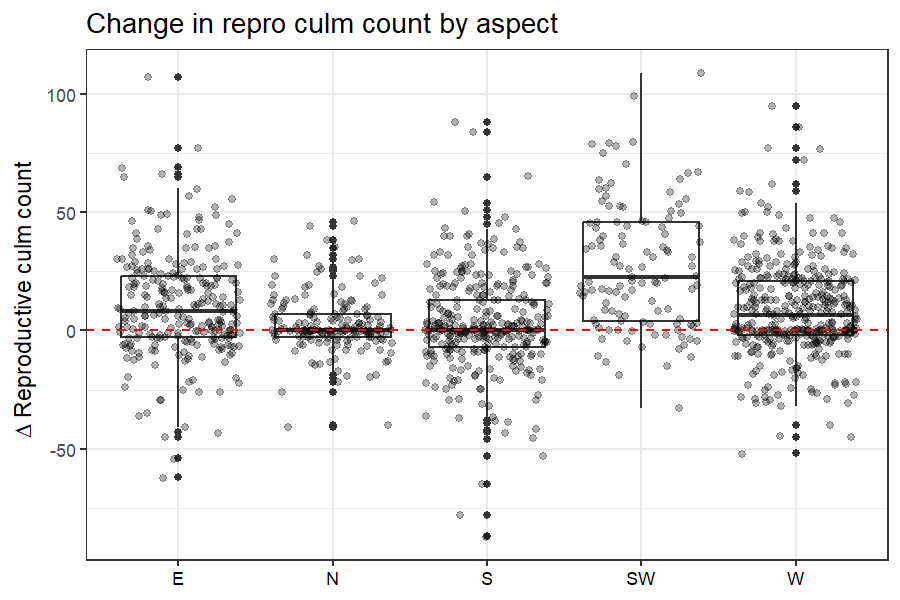 Change in repro culm count by aspect
Δ Reproductive culm count
100
50
0
-50
E N S SW W